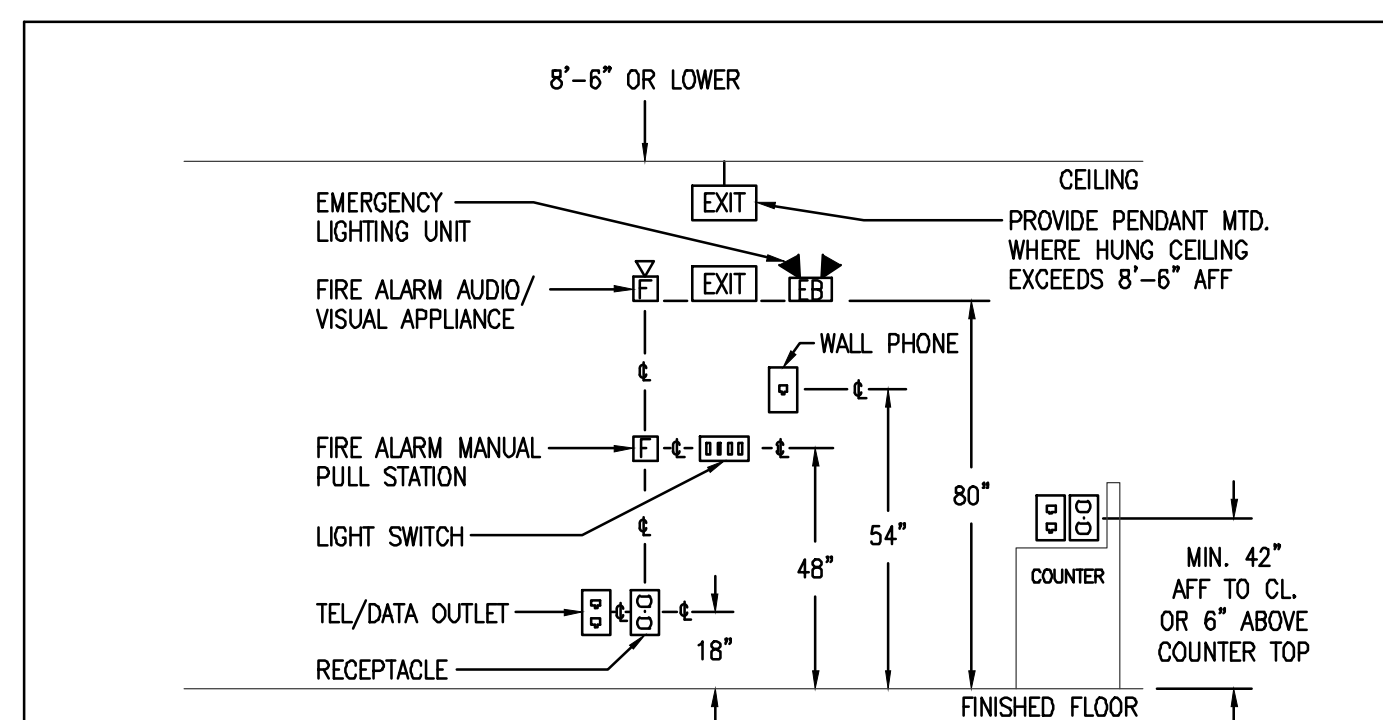 8'-6" OR LOWER
CEILING
EMERGENCY
LIGHTING UNIT
EXIT
PROVIDE PENDANT MTD.
WHERE HUNG CEILING
EXCEEDS 8'-6" AFF
FIRE ALARM AUDIO/
VISUAL APPLIANCE
F
EXIT
EB
WALL PHONE
℄
℄
FIRE ALARM MANUAL
PULL STATION
F
℄
℄
80"
54"
48"
LIGHT SWITCH
℄
COUNTER
MIN. 42"
AFF TO CL.
OR 6" ABOVE
COUNTER TOP
TEL/DATA OUTLET
℄
℄
18"
RECEPTACLE
FINISHED FLOOR